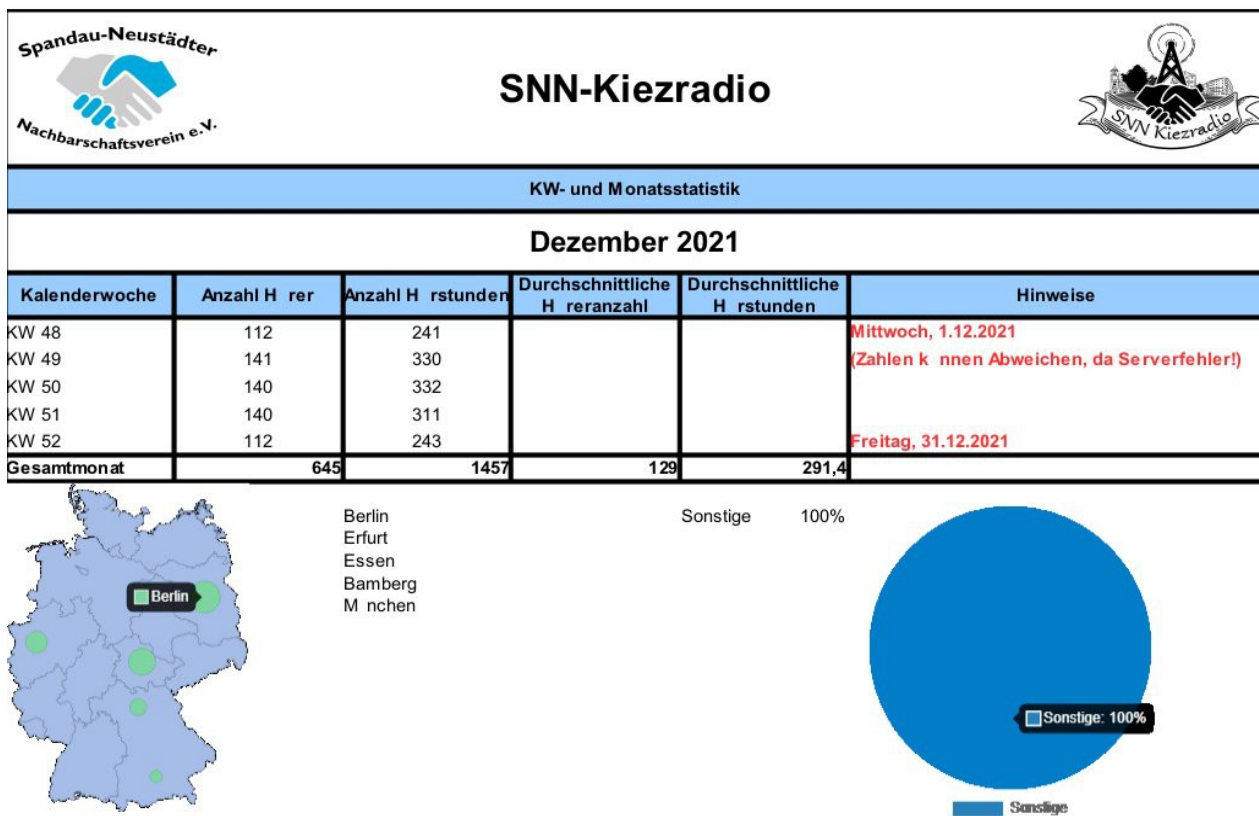 Spandau-Neustädter
Nachbarschaftsverein e.V.
SNN-Kiezradio
SNN Kiezradio
KW- und Monatsstatistik
Dezember 2021
Kalenderwoche Anzahl H rer Anzahl H rstunden Durchschnittliche H reranzahl Durchschnittliche H rstunden Hinweise
KW 48 112 241 Mittwoch, 1.12.2021
KW 49 141 330 (Zahlen k nnen Abweichen, da Serverfehler!)
KW 50 140 332
KW 51 140 311
KW 52 112 243 Freitag, 31.12.2021
Gesamtmonat 645 1457 129 291,4
Berlin Sonstige 100%
Erfurt
Essen
Bamberg
M nchen
Berlin
Sonstige: 100%
Sonstige